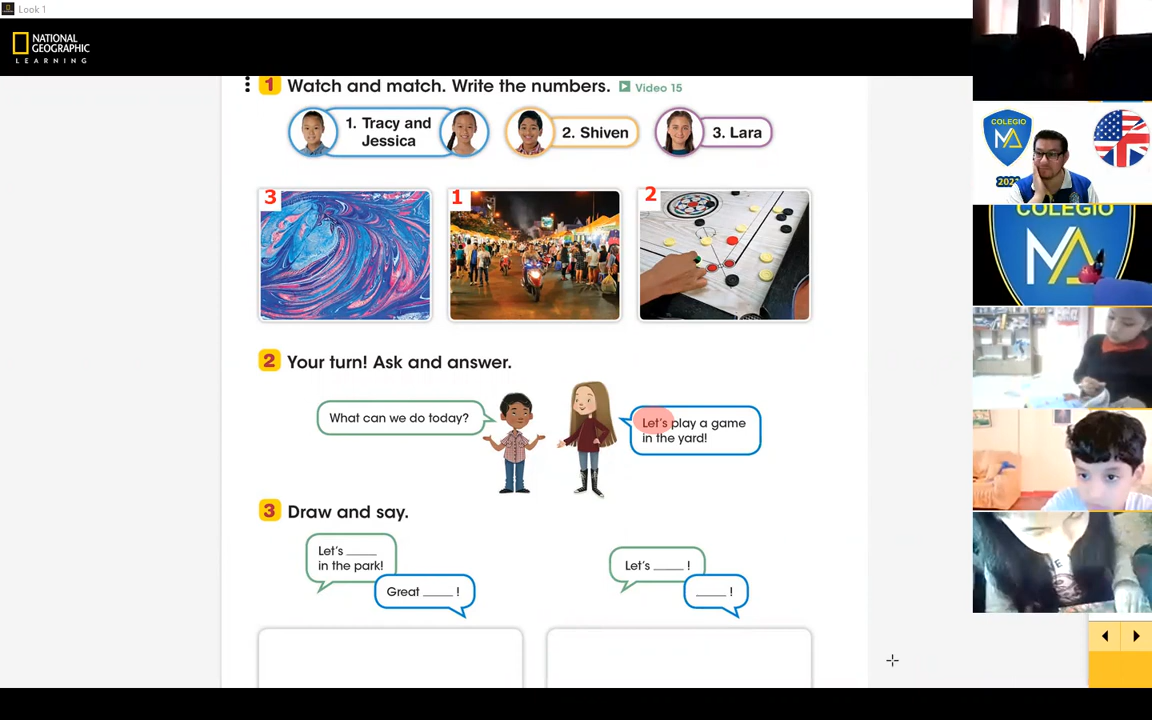 Look 1
NATIONAL
GEOGRAPHIC
LEARNING
1 Watch and match. Write the numbers. Video 15
1. Tracy and
Jessica
2. Shiven
3. Lara
3
1
2
2 Your turn! Ask and answer.
What can we do today?
Let's play a game
in the yard!
3 Draw and say.
Let's _____
in the park!
Great _____ !
Let's _____ !
_____ !
COLEGIO
MA
COLEGIO
MA